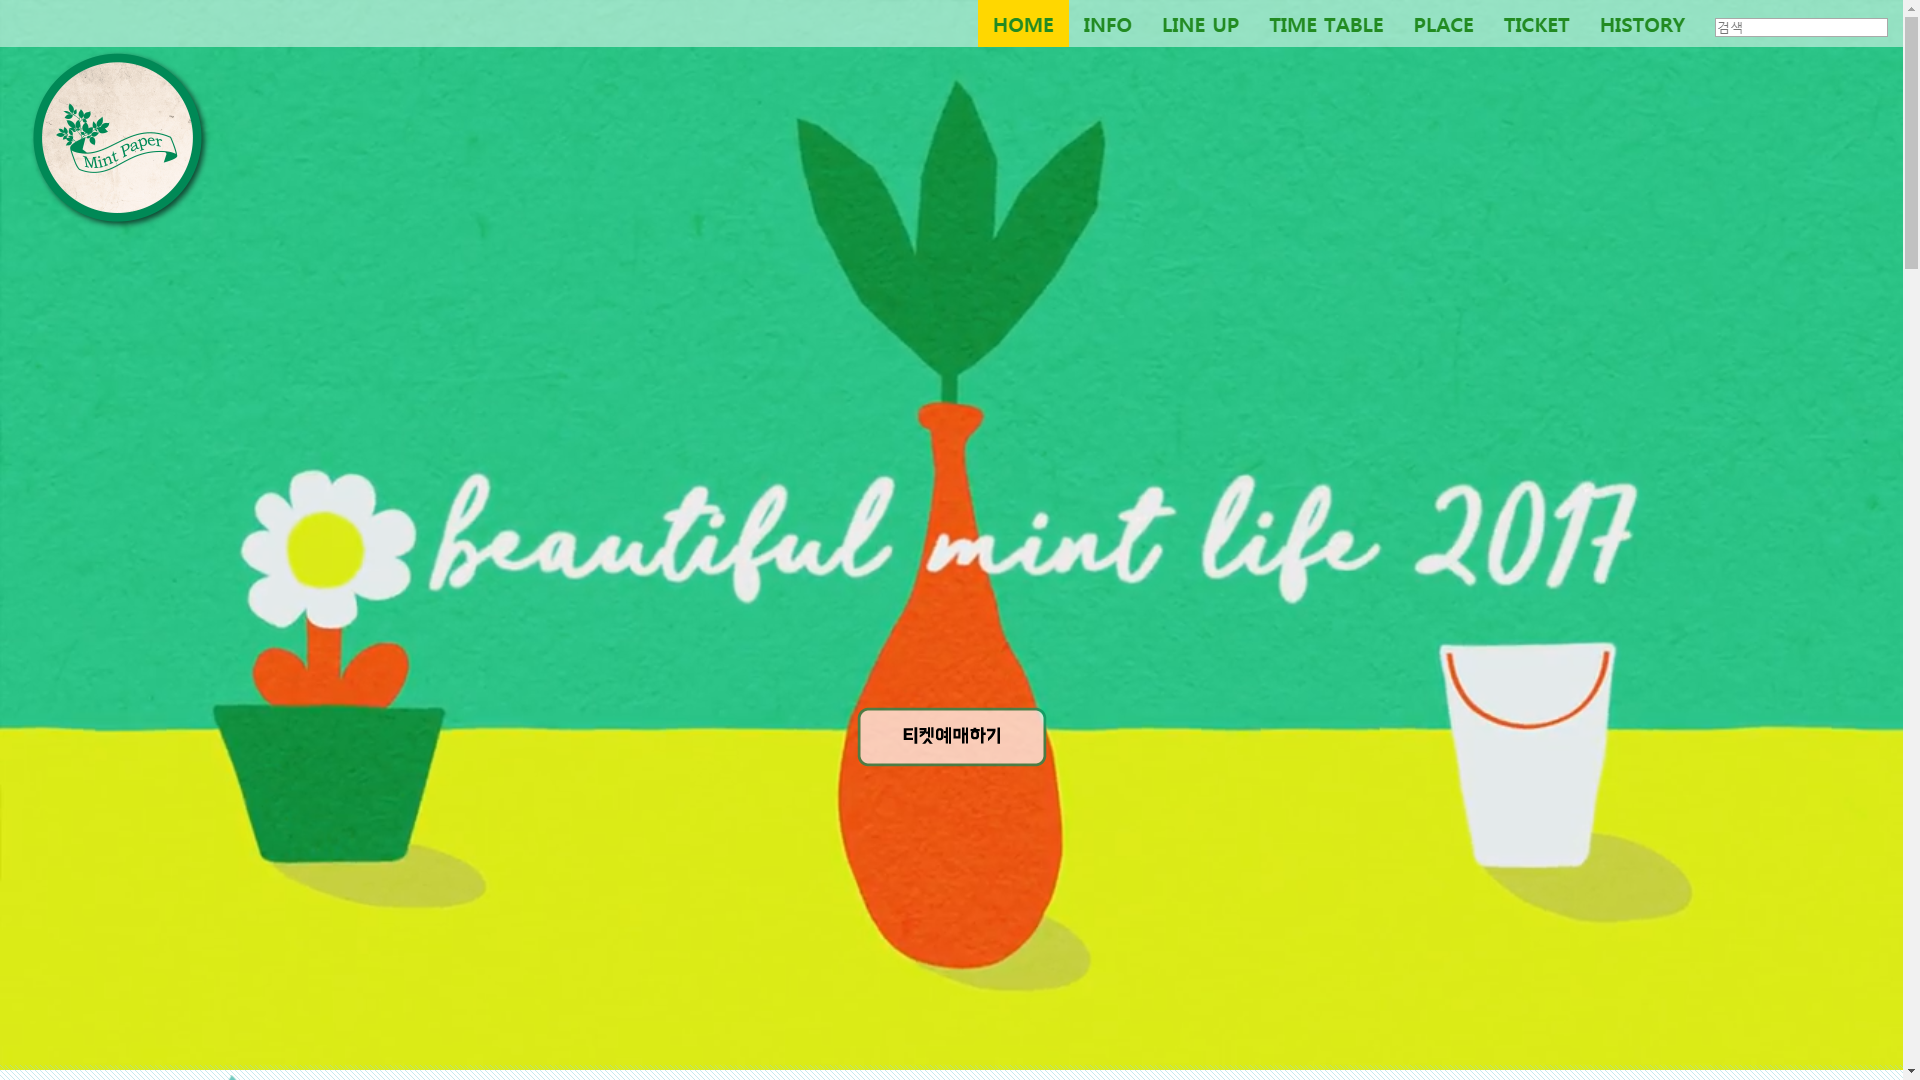 HOME INFO LINE UP TIME TABLE PLACE TICKET HISTORY 검색
Mint Paper
beautiful mint life 2017
티켓예매하기